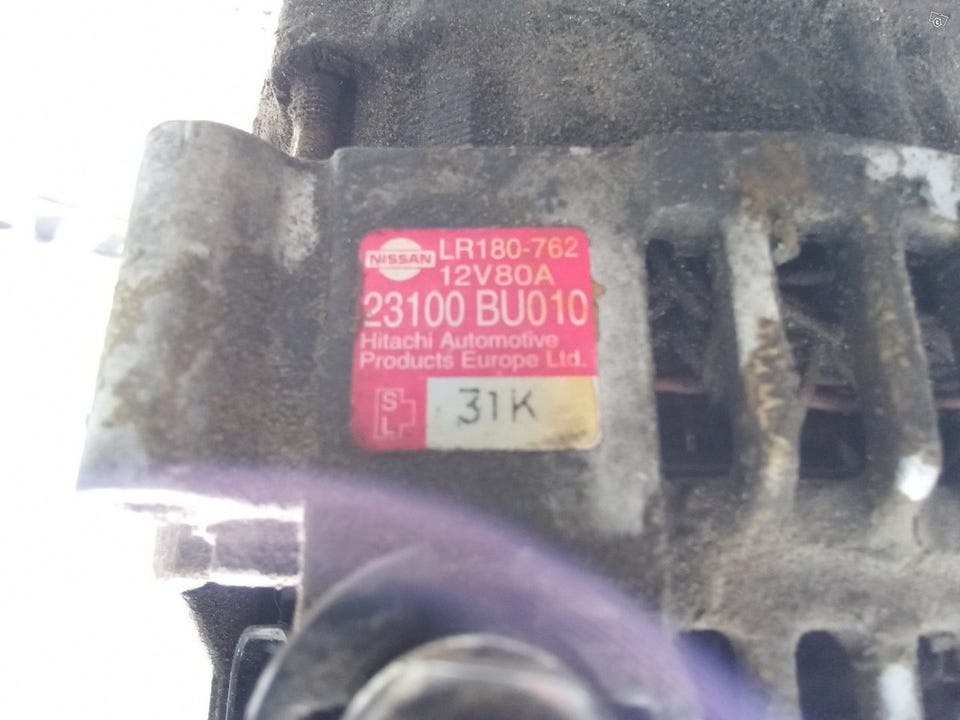 NISSAN LR180-762
12V80A
23100 BU010
Hitachi Automotive
Products Europe Ltd.
S L 31K